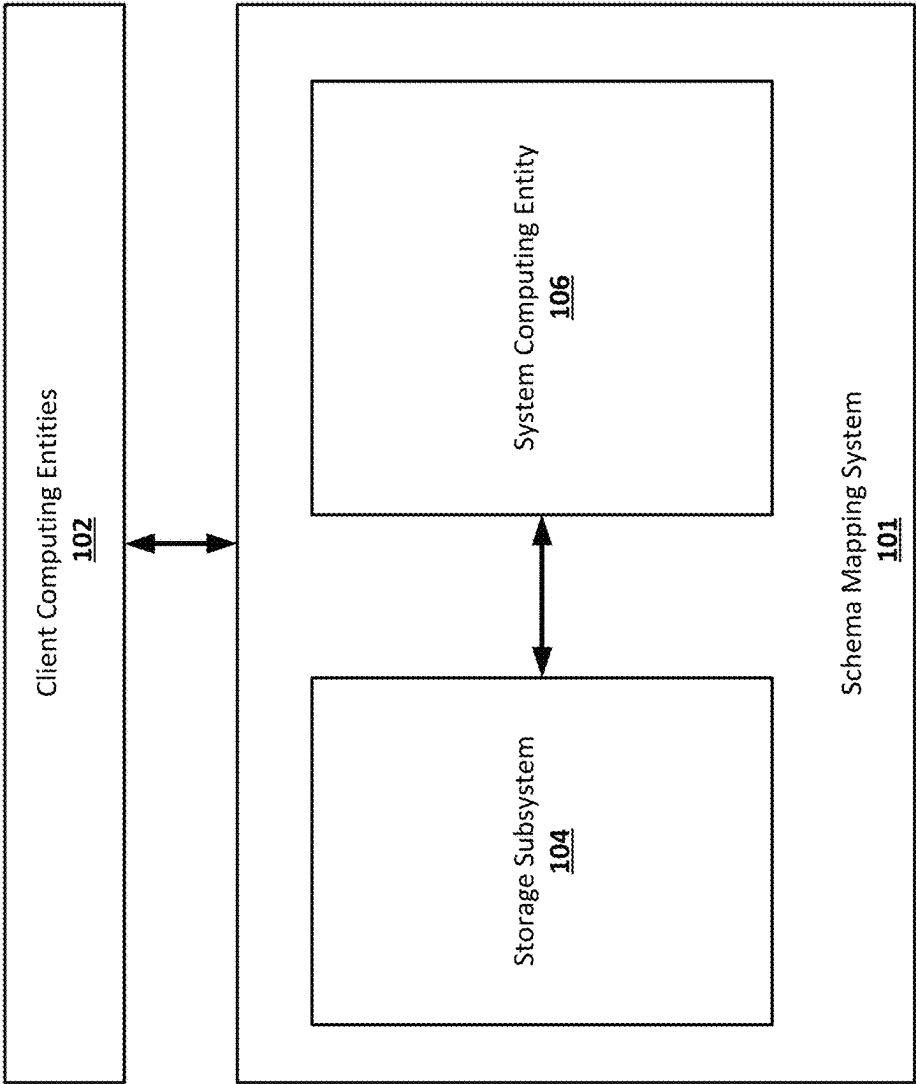 Client Computing Entities
102
Storage Subsystem
104
System Computing Entity
106
Schema Mapping System
101